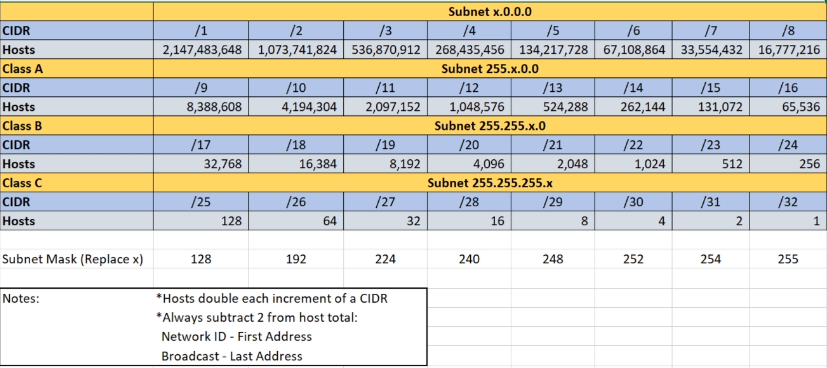 Subnet x.0.0.0
CIDR /1 /2 /3 /4 /5 /6 /7 /8
Hosts 2,147,483,648 1,073,741,824 536,870,912 268,435,456 134,217,728 67,108,864 33,554,432 16,777,216
Class A Subnet 255.x.0.0
CIDR /9 /10 /11 /12 /13 /14 /15 /16
Hosts 8,388,608 4,194,304 2,097,152 1,048,576 524,288 262,144 131,072 65,536
Class B Subnet 255.255.x.0
CIDR /17 /18 /19 /20 /21 /22 /23 /24
Hosts 32,768 16,384 8,192 4,096 2,048 1,024 512 256
Class C Subnet 255.255.255.x
CIDR /25 /26 /27 /28 /29 /30 /31 /32
Hosts 128 64 32 16 8 4 2 1
Subnet Mask (Replace x) 128 192 224 240 248 252 254 255
Notes: *Hosts double each increment of a CIDR
*Always subtract 2 from host total:
Network ID - First Address
Broadcast - Last Address